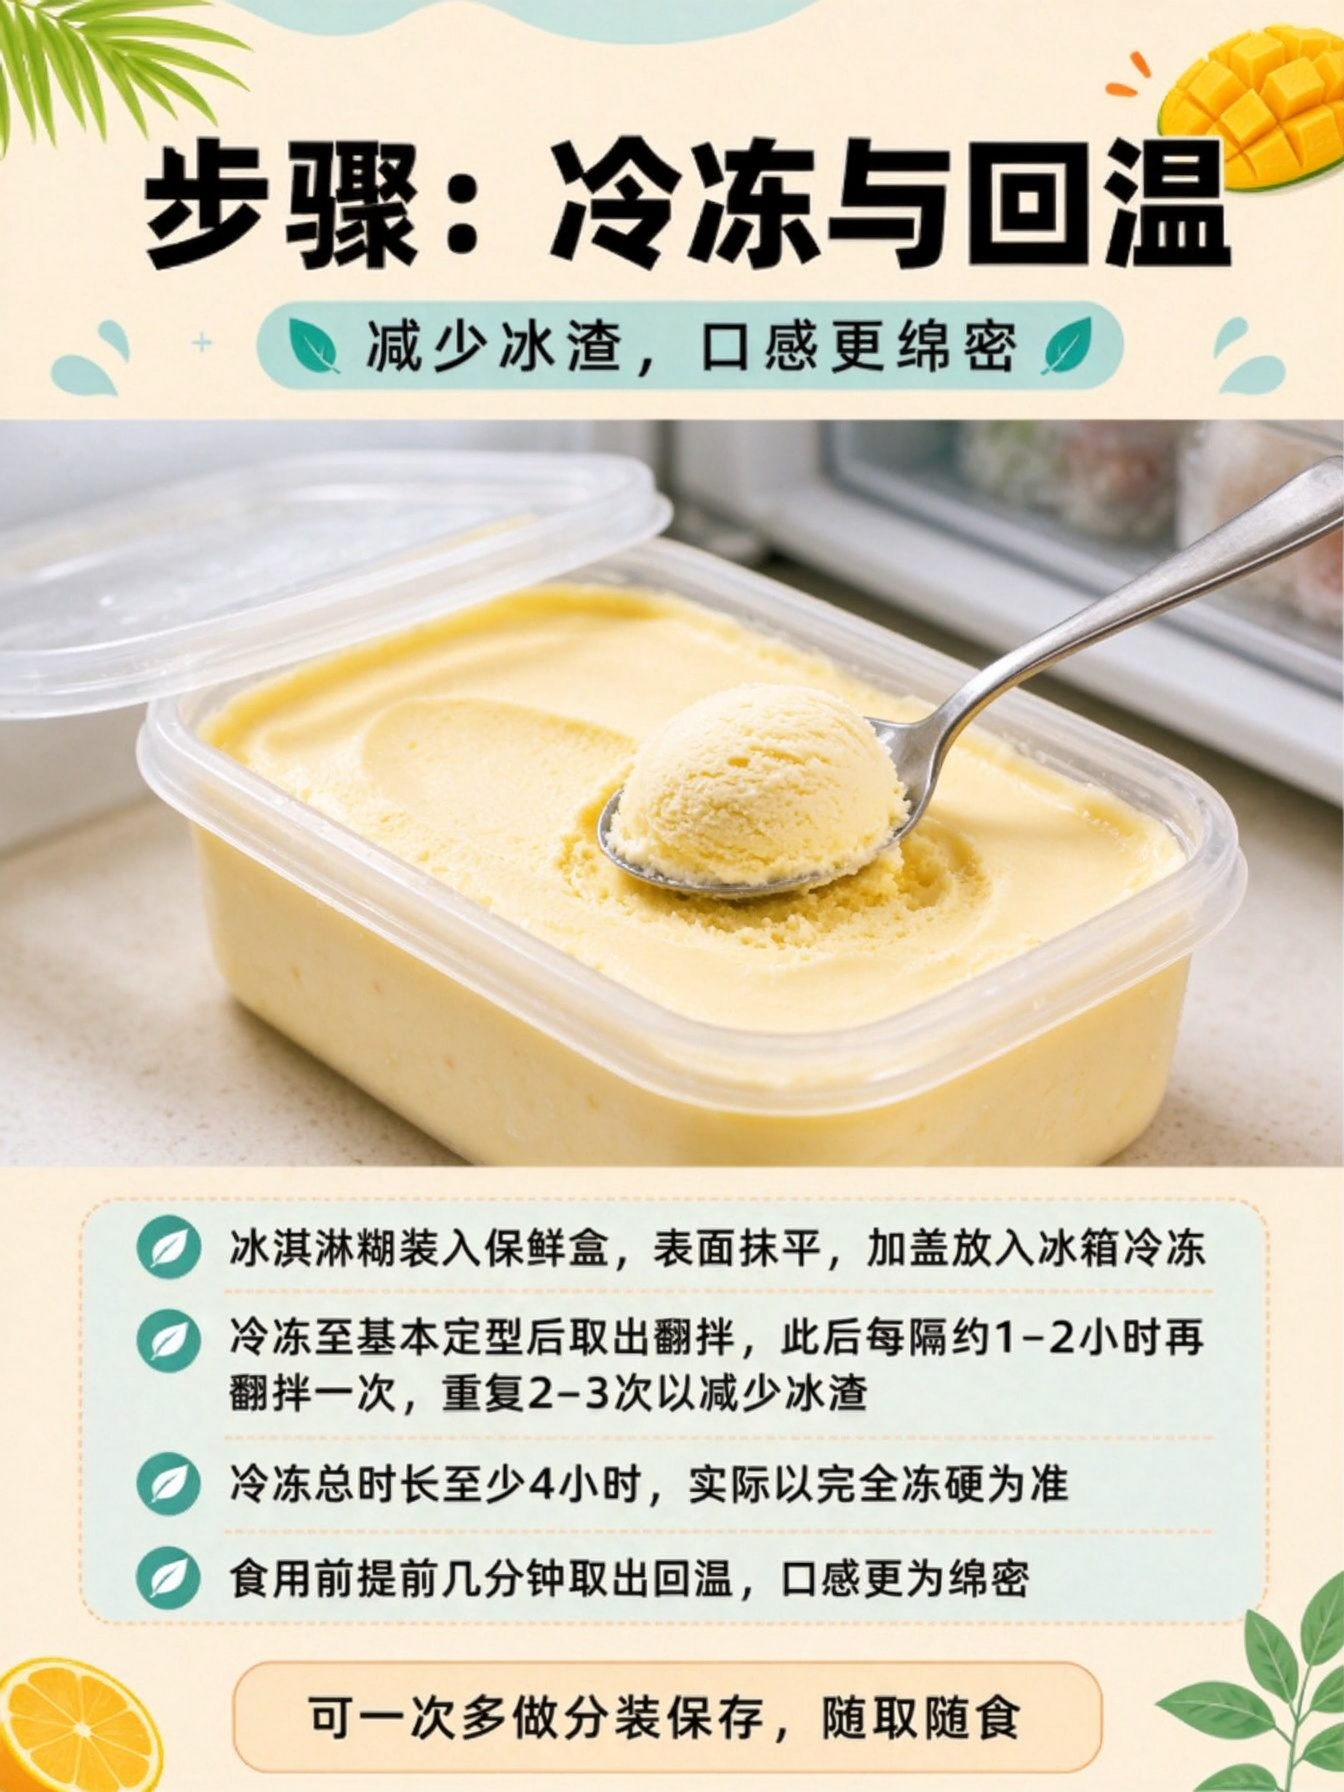 步骤：冷冻与回温
减少冰渣，口感更绵密
冰淇淋糊装入保鲜盒，表面抹平，加盖放入冰箱冷冻
冷冻至基本定型后取出翻拌，此后每隔约1–2小时再
翻拌一次，重复2–3次以减少冰渣
冷冻总时长至少4小时，实际以完全冻硬为准
食用前提前几分钟取出回温，口感更为绵密
可一次多做分装保存，随取随食